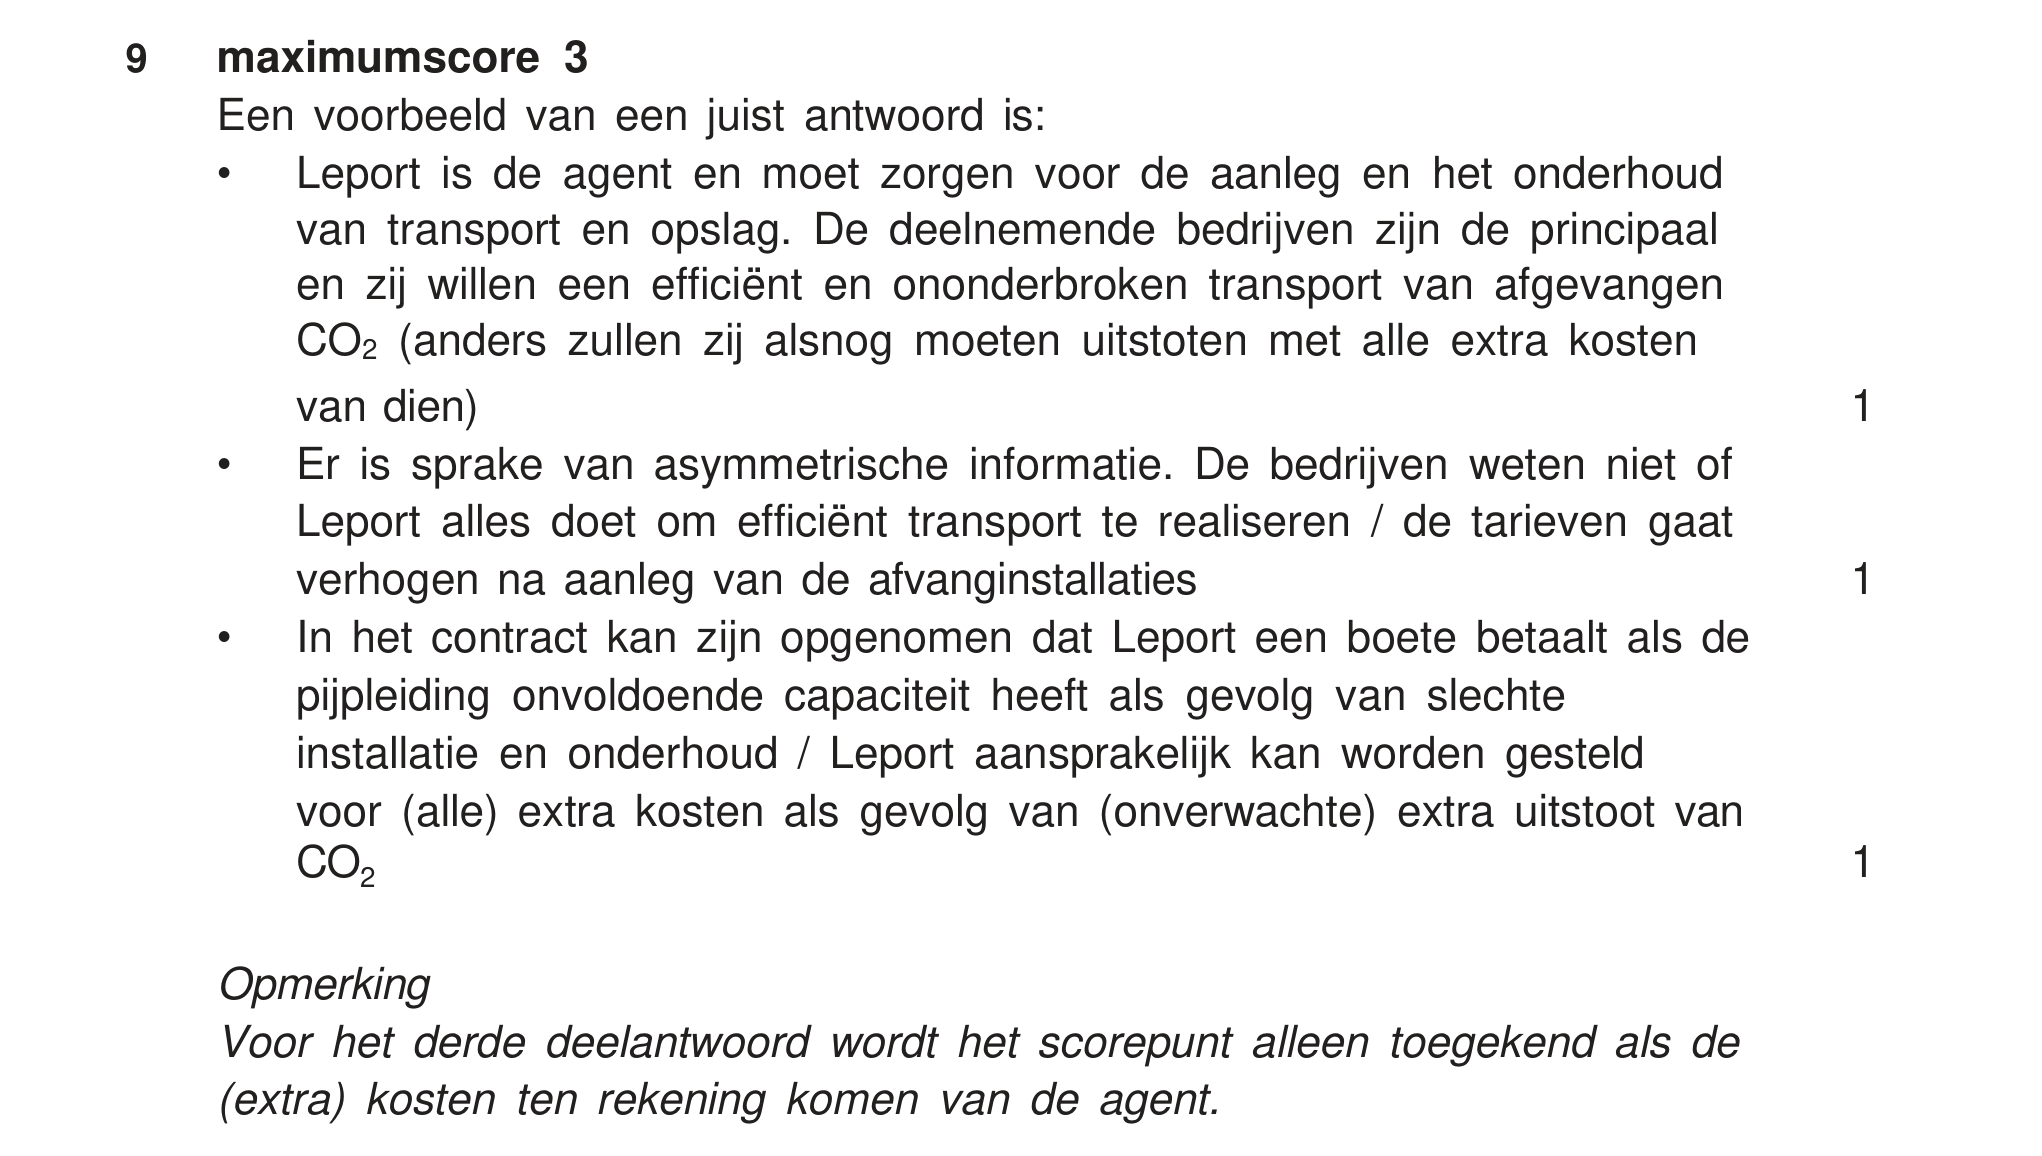 9 maximumscore 3
Een voorbeeld van een juist antwoord is:
• Leport is de agent en moet zorgen voor de aanleg en het onderhoud
van transport en opslag. De deelnemende bedrijven zijn de principaal
en zij willen een efficiënt en ononderbroken transport van afgevangen
CO₂ (anders zullen zij alsnog moeten uitstoten met alle extra kosten
van dien) 1
• Er is sprake van asymmetrische informatie. De bedrijven weten niet of
Leport alles doet om efficiënt transport te realiseren / de tarieven gaat
verhogen na aanleg van de afvanginstallaties 1
• In het contract kan zijn opgenomen dat Leport een boete betaalt als de
pijpleiding onvoldoende capaciteit heeft als gevolg van slechte
installatie en onderhoud / Leport aansprakelijk kan worden gesteld
voor (alle) extra kosten als gevolg van (onverwachte) extra uitstoot van
CO₂ 1
Opmerking
Voor het derde deelantwoord wordt het scorepunt alleen toegekend als de
(extra) kosten ten rekening komen van de agent.